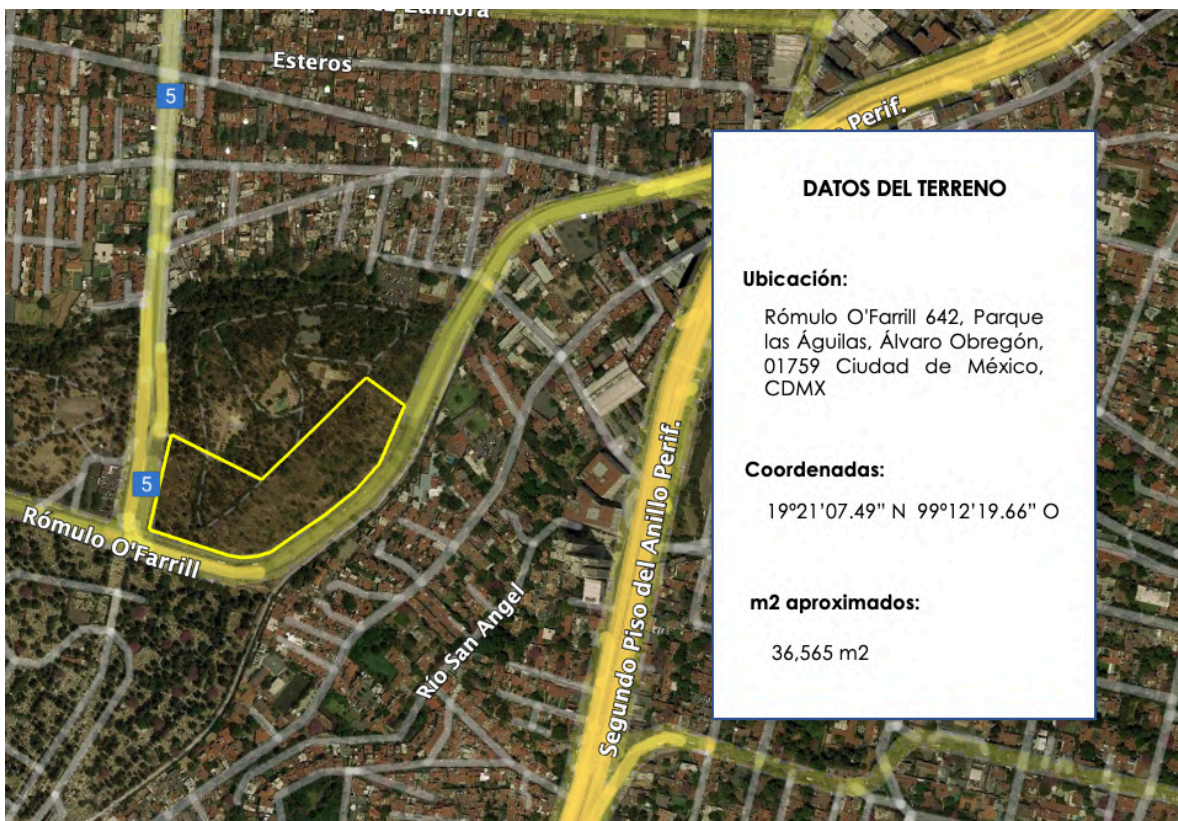 Zamora
Esteros
5
Perif.
DATOS DEL TERRENO
Ubicación:
Rómulo O'Farrill 642, Parque
las Águilas, Álvaro Obregón,
01759 Ciudad de México,
CDMX
Segundo Piso del Anillo Perif.
Coordenadas:
5
19º21’07.49” N 99º12’19.66” O
Rómulo O'Farrill
Río San Angel
m2 aproximados:
36,565 m2